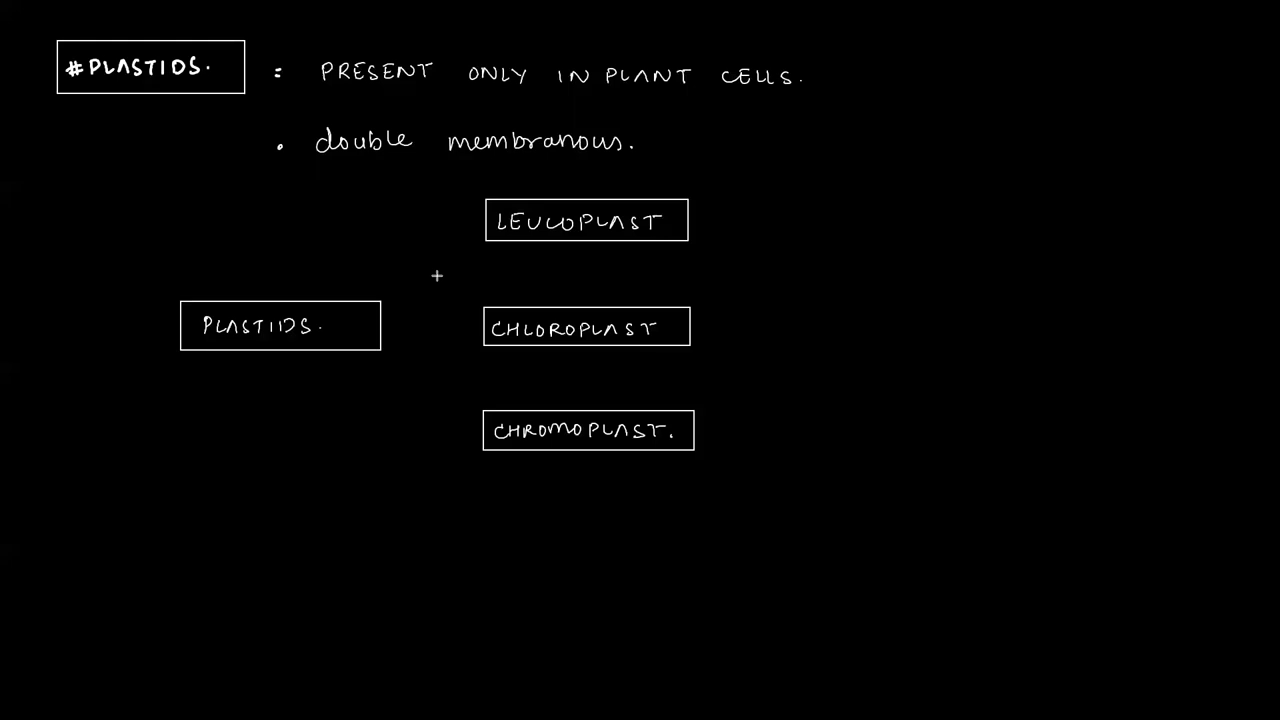 #PLASTIDS. : PRESENT ONLY IN PLANT CELLS.
. double membranous.
LEUCOPLAST
PLASTIDS.
CHLOROPLAST
CHROMOPLAST.